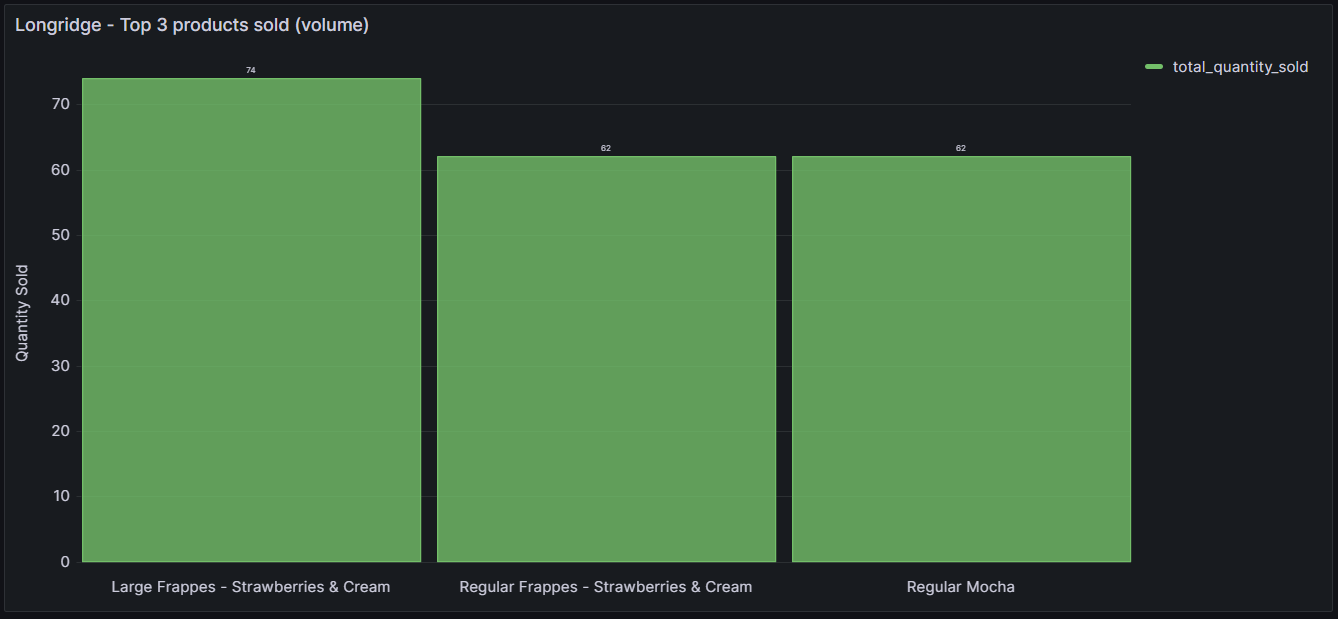 Longridge - Top 3 products sold (volume)
total_quantity_sold
74
62
62
70
60
50
40
30
20
10
0
Quantity Sold
Large Frappes - Strawberries & Cream
Regular Frappes - Strawberries & Cream
Regular Mocha